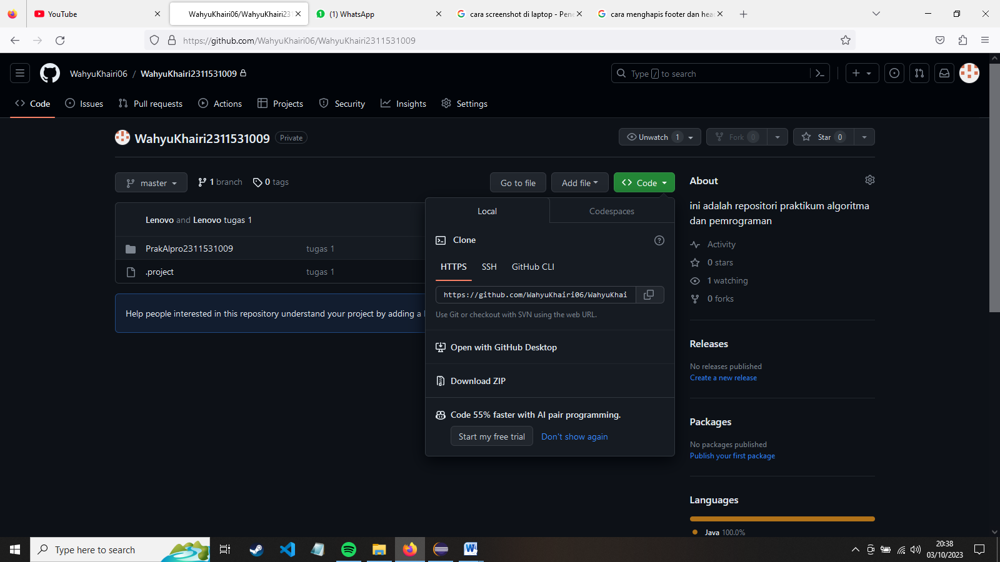 YouTube
WahyuKhairi06/WahyuKhairi231
(1) WhatsApp
cara screenshot di laptop - Pene
cara menghapis footer dan hea
https://github.com/WahyuKhairi06/WahyuKhairi2311531009
WahyuKhairi06 / WahyuKhairi2311531009
Type / to search
Code
Issues
Pull requests
Actions
Projects
Security
Insights
Settings
WahyuKhairi2311531009
Private
Unwatch 1
Fork 0
Star 0
master
1 branch
0 tags
Go to file
Add file
Code
Lenovo and Lenovo tugas 1
PrakAlpro2311531009
tugas 1
.project
tugas 1
Help people interested in this repository understand your project by adding a
Local
Codespaces
Clone
HTTPS
SSH
GitHub CLI
https://github.com/WahyuKhairi06/WahyuKhai
Use Git or checkout with SVN using the web URL.
Open with GitHub Desktop
Download ZIP
Code 55% faster with AI pair programming.
Start my free trial
Don't show again
About
ini adalah repositori praktikum algoritma
dan pemrograman
Activity
0 stars
1 watching
0 forks
Releases
No releases published
Create a new release
Packages
No packages published
Publish your first package
Languages
Java 100.0%
Type here to search
20:38
03/10/2023